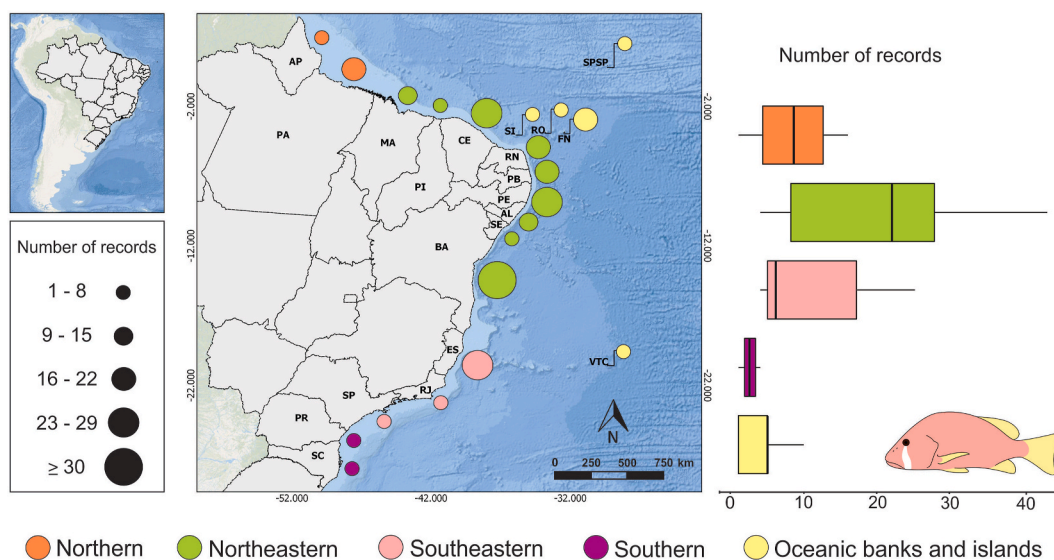 Number of records
1 - 8
9 - 15
16 - 22
23 - 29
≥ 30
AP
PA
MA
CE
RN
PB
PI
PE
AL
SE
BA
ES
RJ
SP
PR
SC
SPSP
SI
RO
FN
VTC
N
0 250 500 750 km
-2.000
-12.000
-22.000
-52.000 -42.000 -32.000
Number of records
-2.000
-12.000
-22.000
0 10 20 30 40
Northern Northeastern Southeastern Southern Oceanic banks and islands